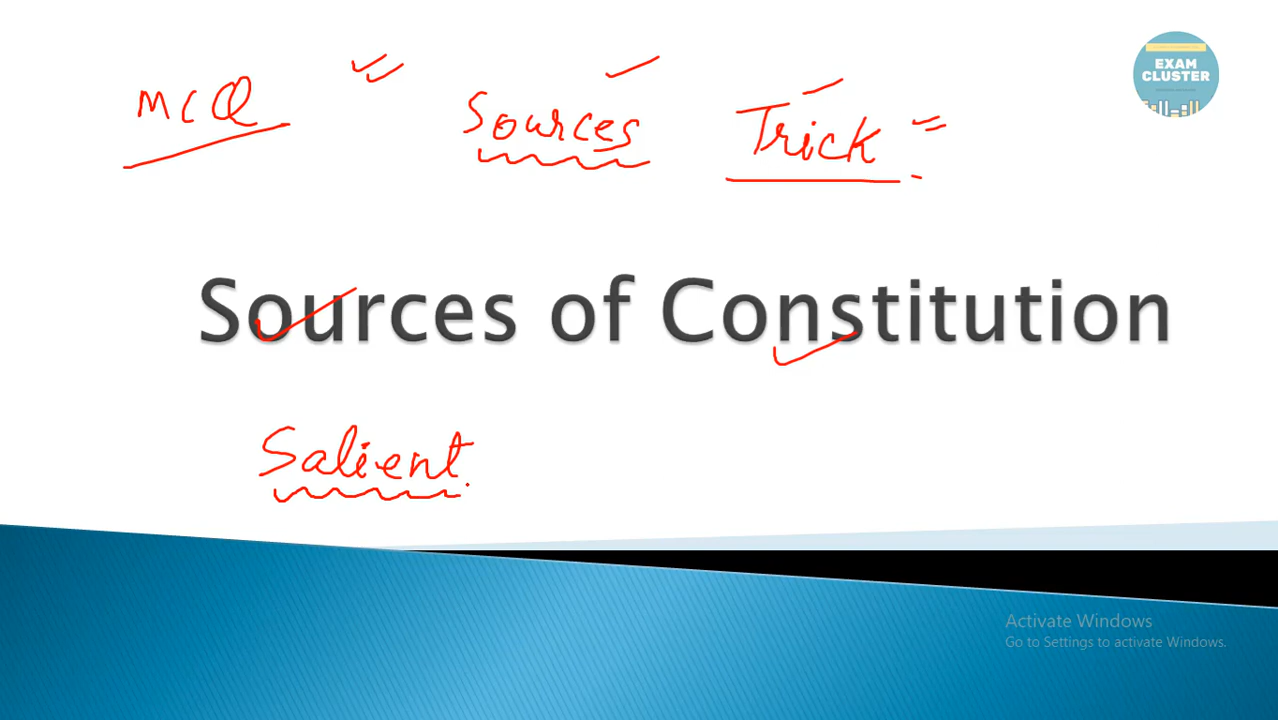 EXAM
CLUSTER
MCQ Sources Trick
Sources of Constitution
Salient
Activate Windows
Go to Settings to activate Windows.